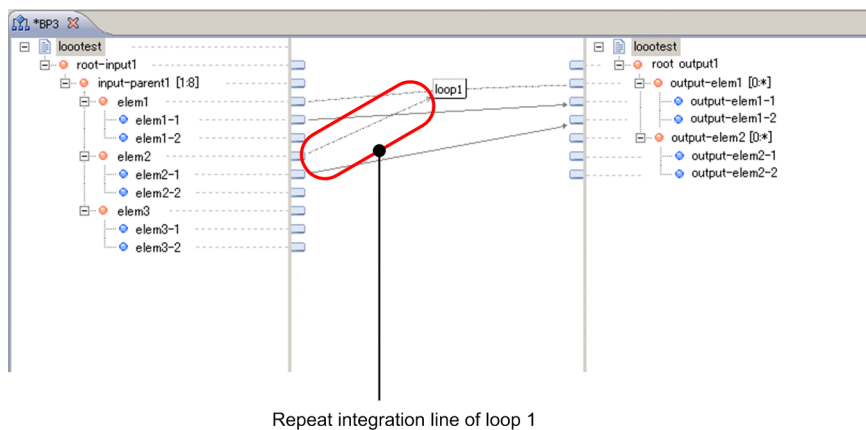 *BP3
loootest
root-input1
input-parent1 [1:8]
elem1
elem1-1
elem1-2
elem2
elem2-1
elem2-2
elem3
elem3-1
elem3-2
loop1
loootest
root output1
output-elem1 [0:*]
output-elem1-1
output-elem1-2
output-elem2 [0:*]
output-elem2-1
output-elem2-2
Repeat integration line of loop 1